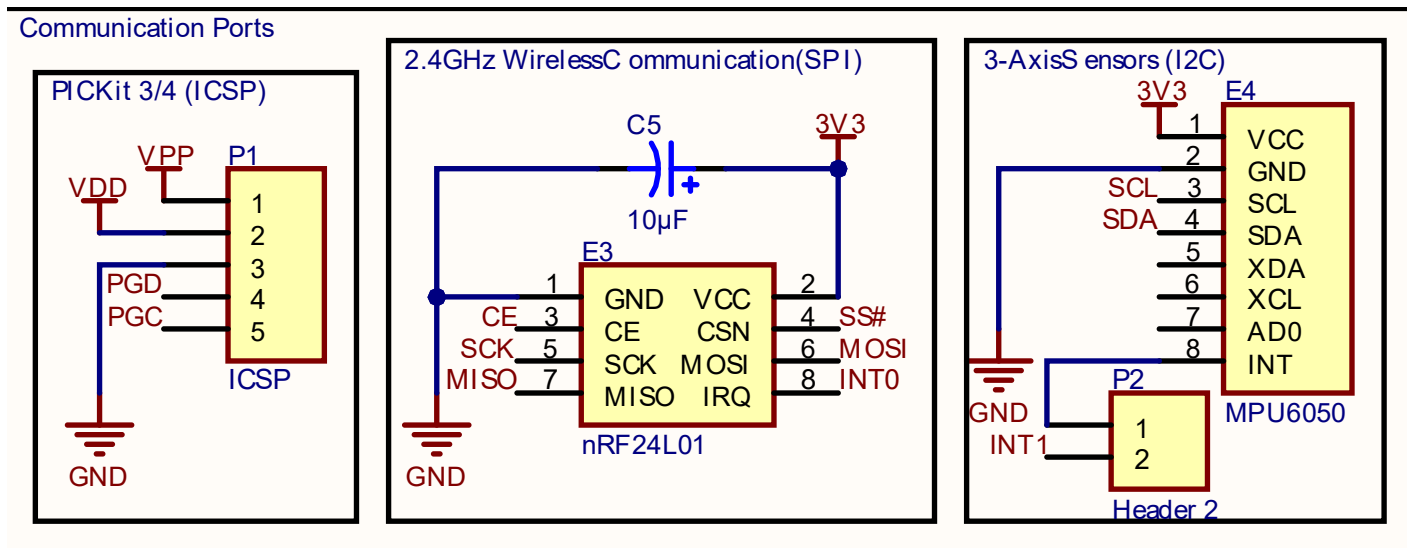 Communication Ports
PICKit 3/4 (ICSP)
VPP
VDD
P1
1
2
3
PGD 4
PGC 5
ICSP
GND
2.4GHz WirelessC ommunication(SPI)
C5
3V3
+
10µF
E3
1 GND VCC 2
CE 3 CE CSN 4 SS#
SCK 5 SCK MOSI 6 MOSI
MISO 7 MISO IRQ 8 INT0
nRF24L01
GND
3-AxisS ensors (I2C)
3V3 E4
1 VCC
2 GND
SCL 3 SCL
SDA 4 SDA
5 XDA
6 XCL
7 AD0
8 INT
MPU6050
GND
P2
1
INT1 2
Header 2